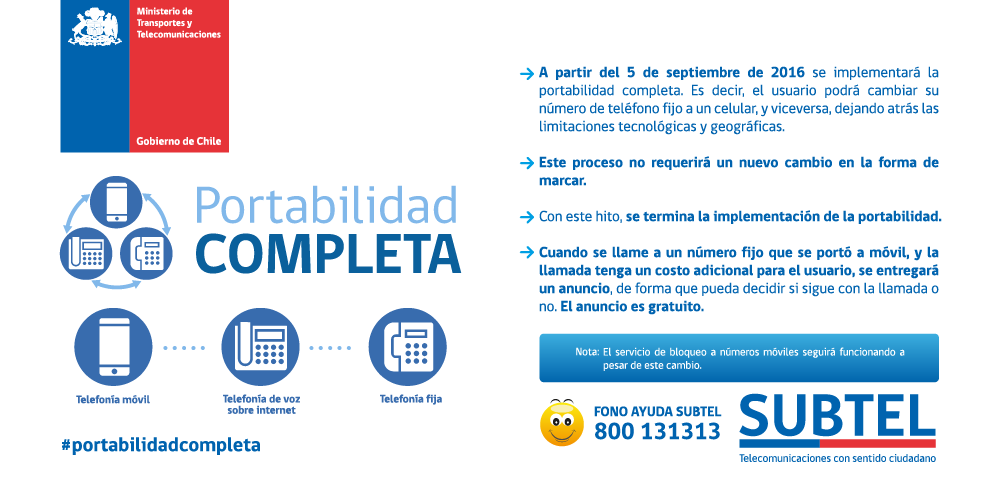 Ministerio de
Transportes y
Telecomunicaciones
Gobierno de Chile
Portabilidad
COMPLETA
Telefonía móvil
Telefonía de voz
sobre internet
Telefonía fija
#portabilidadcompleta
A partir del 5 de septiembre de 2016 se implementará la
portabilidad completa. Es decir, el usuario podrá cambiar su
número de teléfono fijo a un celular, y viceversa, dejando atrás las
limitaciones tecnológicas y geográficas.
Este proceso no requerirá un nuevo cambio en la forma de
marcar.
Con este hito, se termina la implementación de la portabilidad.
Cuando se llame a un número fijo que se portó a móvil, y la
llamada tenga un costo adicional para el usuario, se entregará
un anuncio, de forma que pueda decidir si sigue con la llamada o
no. El anuncio es gratuito.
Nota: El servicio de bloqueo a números móviles seguirá funcionando a
pesar de este cambio.
FONO AYUDA SUBTEL
800 131313
SUBTEL
Telecomunicaciones con sentido ciudadano